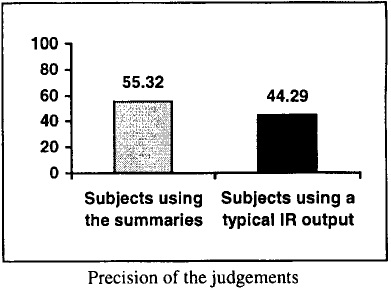 100
80
60
40
20
0
55.32
44.29
Subjects using
the summaries
Subjects using a
typical IR output
Precision of the judgements